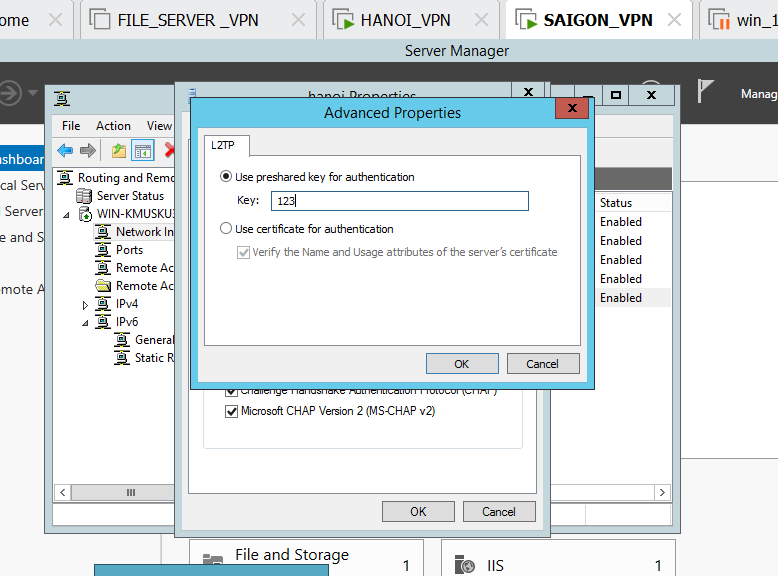 ome
FILE_SERVER _VPN
HANOI_VPN
SAIGON_VPN
win_1
Server Manager
hanoi Properties
Manag
Advanced Properties
File Action View
L2TP
Use preshared key for authentication
Key: 123
Use certificate for authentication
Verify the Name and Usage attributes of the server's certificate
OK Cancel
ashboar
cal Serv
l Server
e and S
emote A
Routing and Remo
Server Status
WIN-KMUSKU3
Network In
Ports
Remote Ac
Remote Ac
IPv4
IPv6
General
Static R
Status
Enabled
Enabled
Enabled
Enabled
Enabled
Challenge Handshake Authentication Protocol (CHAP)
Microsoft CHAP Version 2 (MS-CHAP v2)
OK Cancel
File and Storage
1
IIS
1